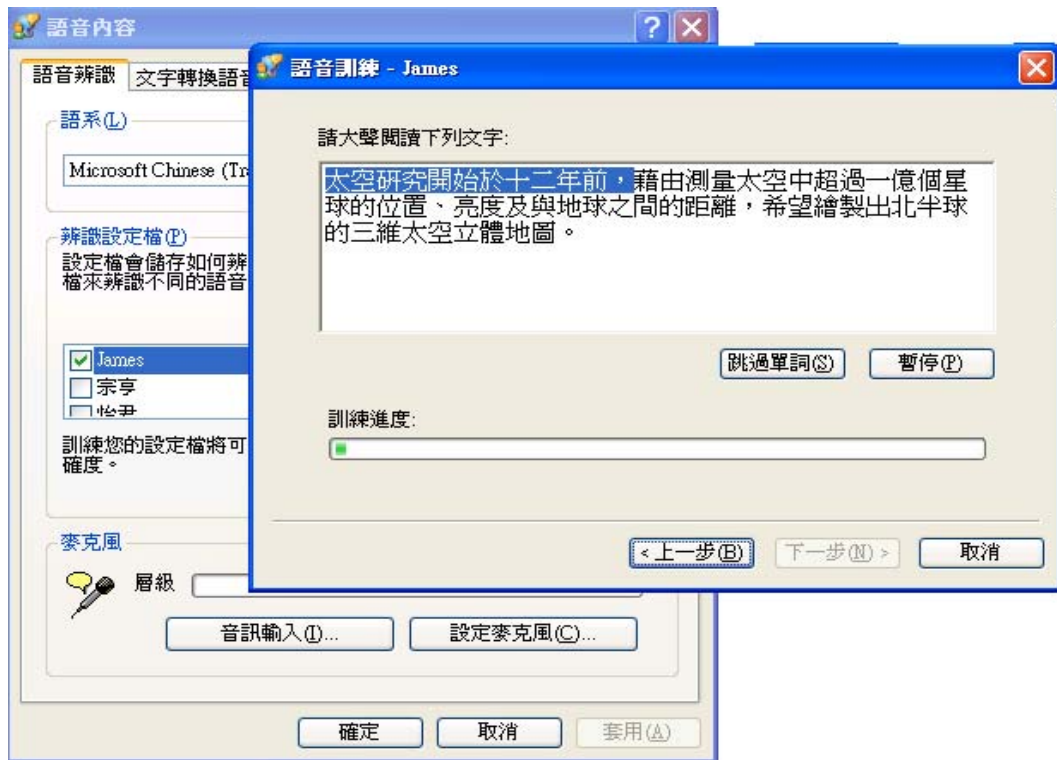 語音內容
語音辨識
文字轉換語音
語系(L)
Microsoft Chinese (Tr
辨識設定檔(P)
設定檔會儲存如何辨
檔來辨識不同的語音
James
宗亨
怡君
訓練您的設定檔將可
確度。
麥克風
層級
音訊輸入(I)...
設定麥克風(C)...
確定
取消
套用(A)
語音訓練 - James
請大聲閱讀下列文字:
太空研究開始於十二年前，藉由測量太空中超過一億個星
球的位置、亮度及與地球之間的距離，希望繪製出北半球
的三維太空立體地圖。
跳過單詞(S)
暫停(P)
訓練進度:
< 上一步(B)
下一步(N) >
取消